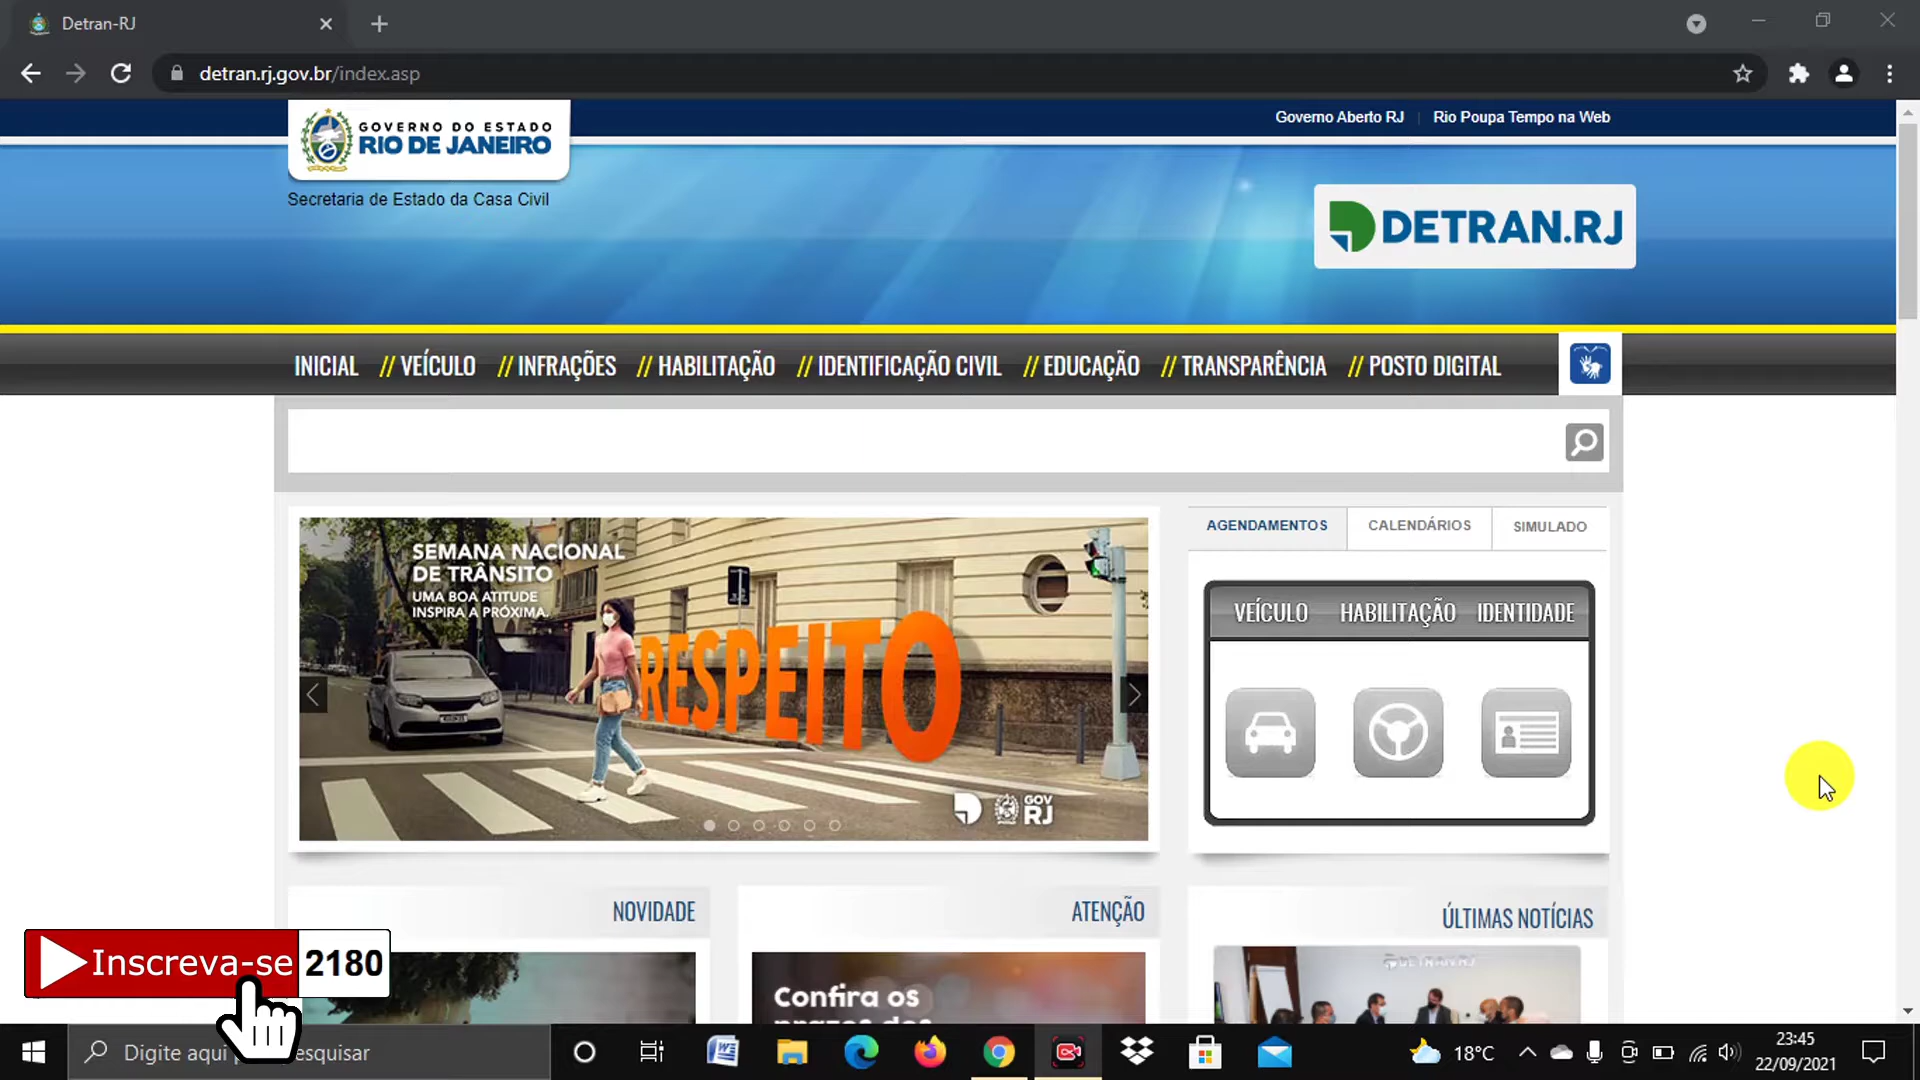 Detran-RJ
detran.rj.gov.br/index.asp
GOVERNO DO ESTADO
RIO DE JANEIRO
Governo Aberto RJ
Rio Poupa Tempo na Web
Secretaria de Estado da Casa Civil
DETRAN.RJ
INICIAL // VEÍCULO // INFRAÇÕES // HABILITAÇÃO // IDENTIFICAÇÃO CIVIL // EDUCAÇÃO // TRANSPARÊNCIA // POSTO DIGITAL
SEMANA NACIONAL
DE TRÂNSITO
UMA BOA ATITUDE
INSPIRA A PRÓXIMA.
RESPEITO
GOV
RJ
AGENDAMENTOS
CALENDÁRIOS
SIMULADO
VEÍCULO HABILITAÇÃO IDENTIDADE
NOVIDADE
ATENÇÃO
ÚLTIMAS NOTÍCIAS
Confira os
prazos dos
DETRAN.RJ
Inscreva-se 2180
Digite aqui p esquisar
18°C
23:45
22/09/2021